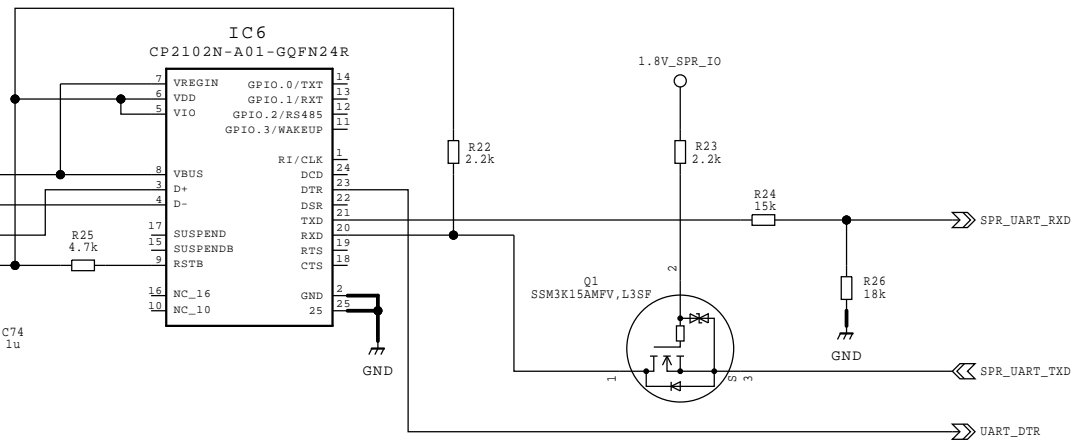 IC6
CP2102N-A01-GQFN24R
7 VREGIN GPIO.0/TXT 14
6 VDD GPIO.1/RXT 13
5 VIO GPIO.2/RS485 12
GPIO.3/WAKEUP 11
RI/CLK 1
8 VBUS DCD 24
3 D+ DTR 23
4 D- DSR 22
TXD 21
17 SUSPEND RXD 20
15 SUSPENDB RTS 19
9 RSTB CTS 18
16 NC_16 GND 2
10 NC_10 25 25
R25
4.7k
C74
1u
GND
R22
2.2k
1.8V_SPR_IO
R23
2.2k
R24
15k
SPR_UART_RXD
R26
18k
GND
Q1
SSM3K15AMFV,L3SF
2
1
S
3
SPR_UART_TXD
UART_DTR